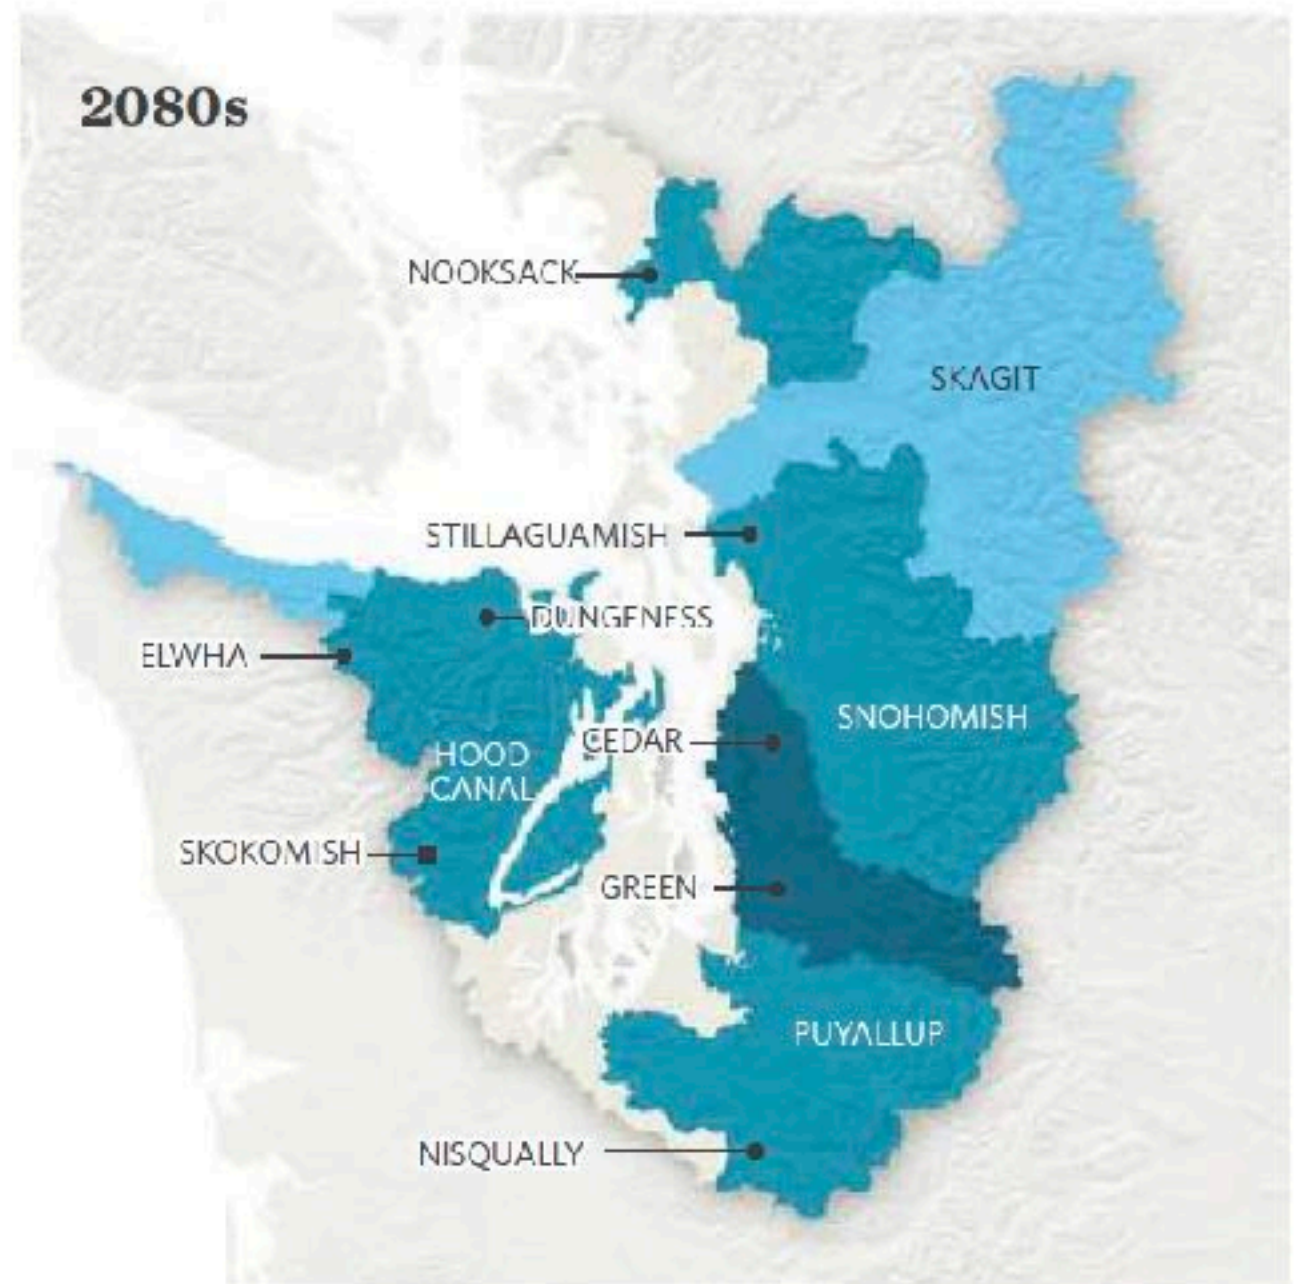 2080s
NOOKSACK
SKAGIT
STILLAGUAMISH
DUNGENESS
ELWHA
SNOHOMISH
CEDAR
HOOD
CANAL
SKOKOMISH
GREEN
PUYALLUP
NISQUALLY